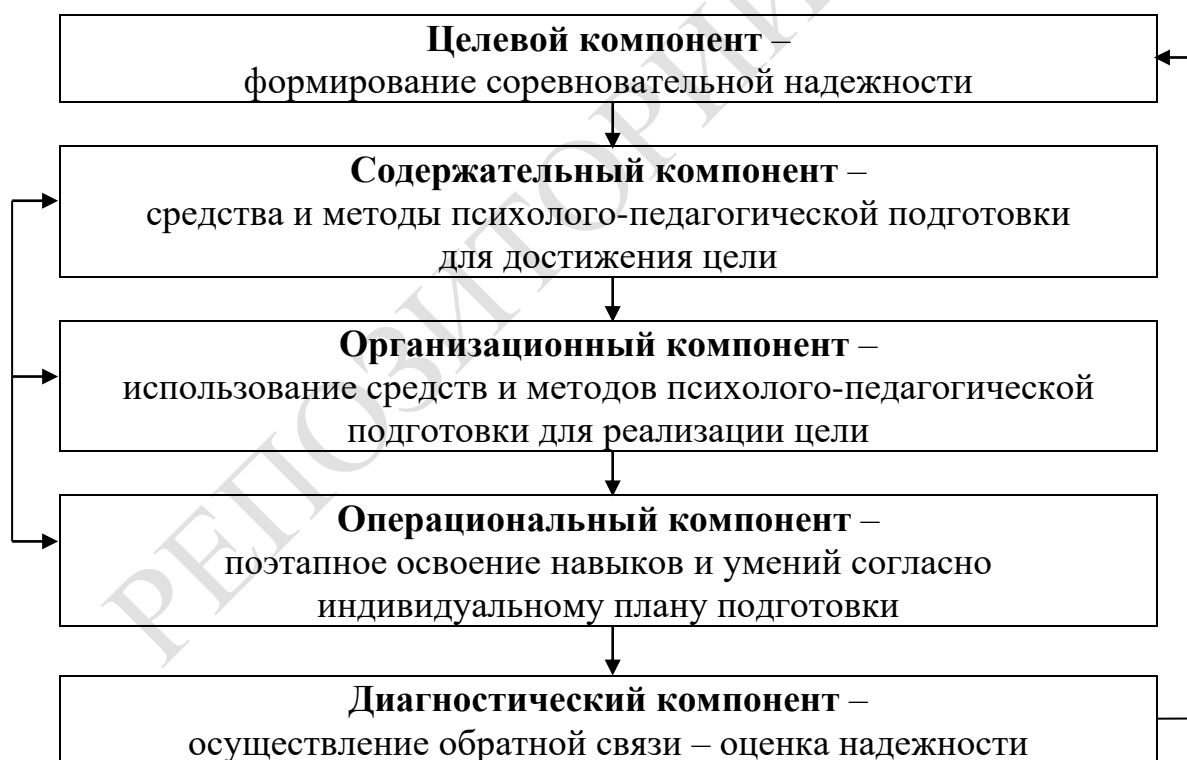 Целевой компонент –
формирование соревновательной надежности
Содержательный компонент –
средства и методы психолого-педагогической подготовки
для достижения цели
Организационный компонент –
использование средств и методов психолого-педагогической
подготовки для реализации цели
Операциональный компонент –
поэтапное освоение навыков и умений согласно
индивидуальному плану подготовки
Диагностический компонент –
осуществление обратной связи – оценка надежности
РЕПОЗИТОРИЙ